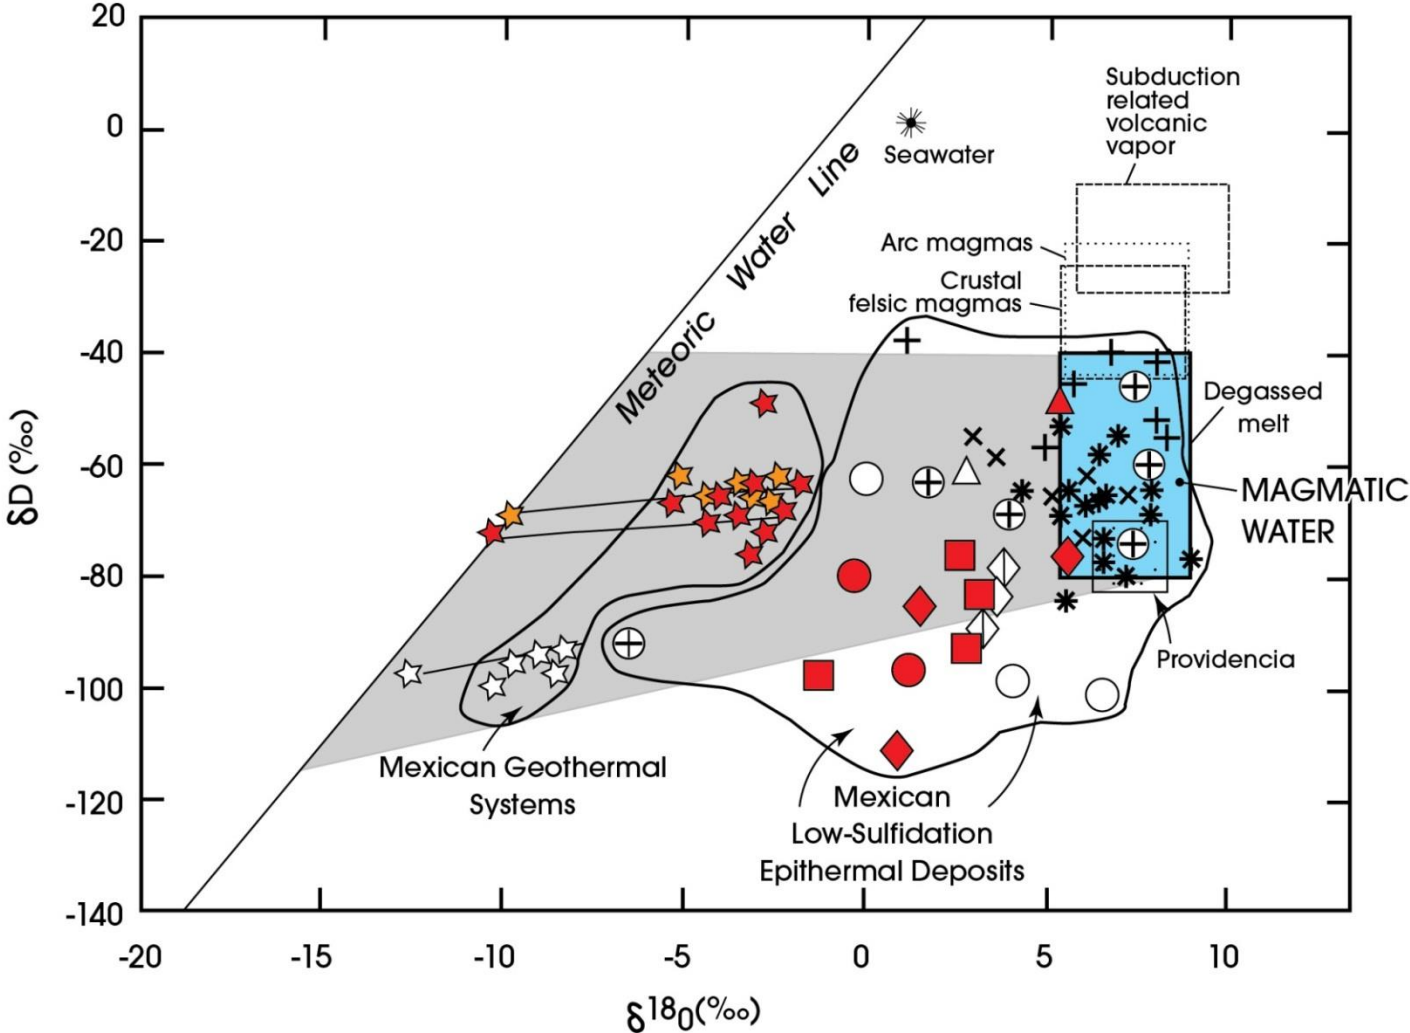 20
0
-20
-40
-60
-80
-100
-120
-140
-20
-15
-10
-5
0
5
10
δD (‰)
δ18o(‰)
Meteoric Water Line
Seawater
Subduction
related
volcanic
vapor
Arc magmas
Crustal
felsic magmas
Degassed
melt
MAGMATIC
WATER
Providencia
Mexican Geothermal
Systems
Mexican
Low-Sulfidation
Epithermal Deposits